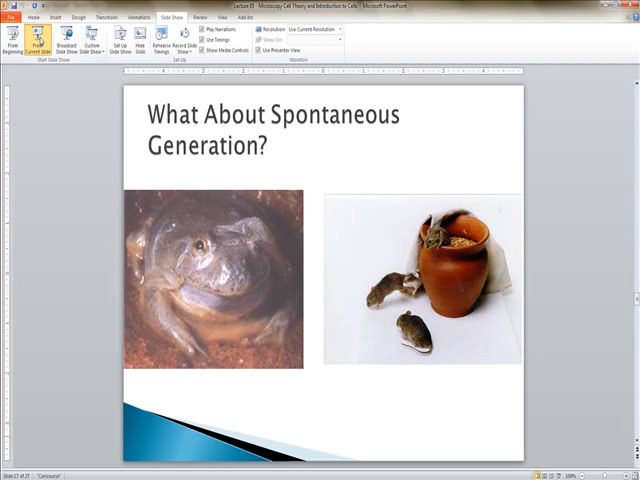 Lecture 05 - Microscopy Cell Theory and Introduction to Cells - Microsoft PowerPoint
File Home Insert Design Transitions Animations Slide Show Review View Add-Ins
From Beginning
From Current Slide
Broadcast Slide Show
Custom Slide Show
Set Up Slide Show
Hide Slide
Rehearse Timings
Record Slide Show
Play Narrations
Use Timings
Show Media Controls
Resolution: Use Current Resolution
Show On:
Use Presenter View
Start Slide Show
Set Up
Monitors
What About Spontaneous
Generation?
Slide 17 of 27 "Concourse"
109%